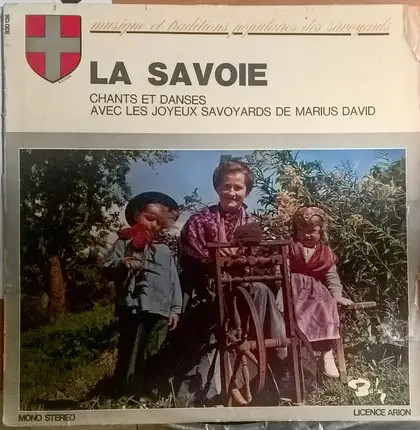 musique et traditions populaires des savoyards
820126
LA SAVOIE
CHANTS ET DANSES
AVEC LES JOYEUX SAVOYARDS DE MARIUS DAVID
MONO STEREO
LICENCE ARION